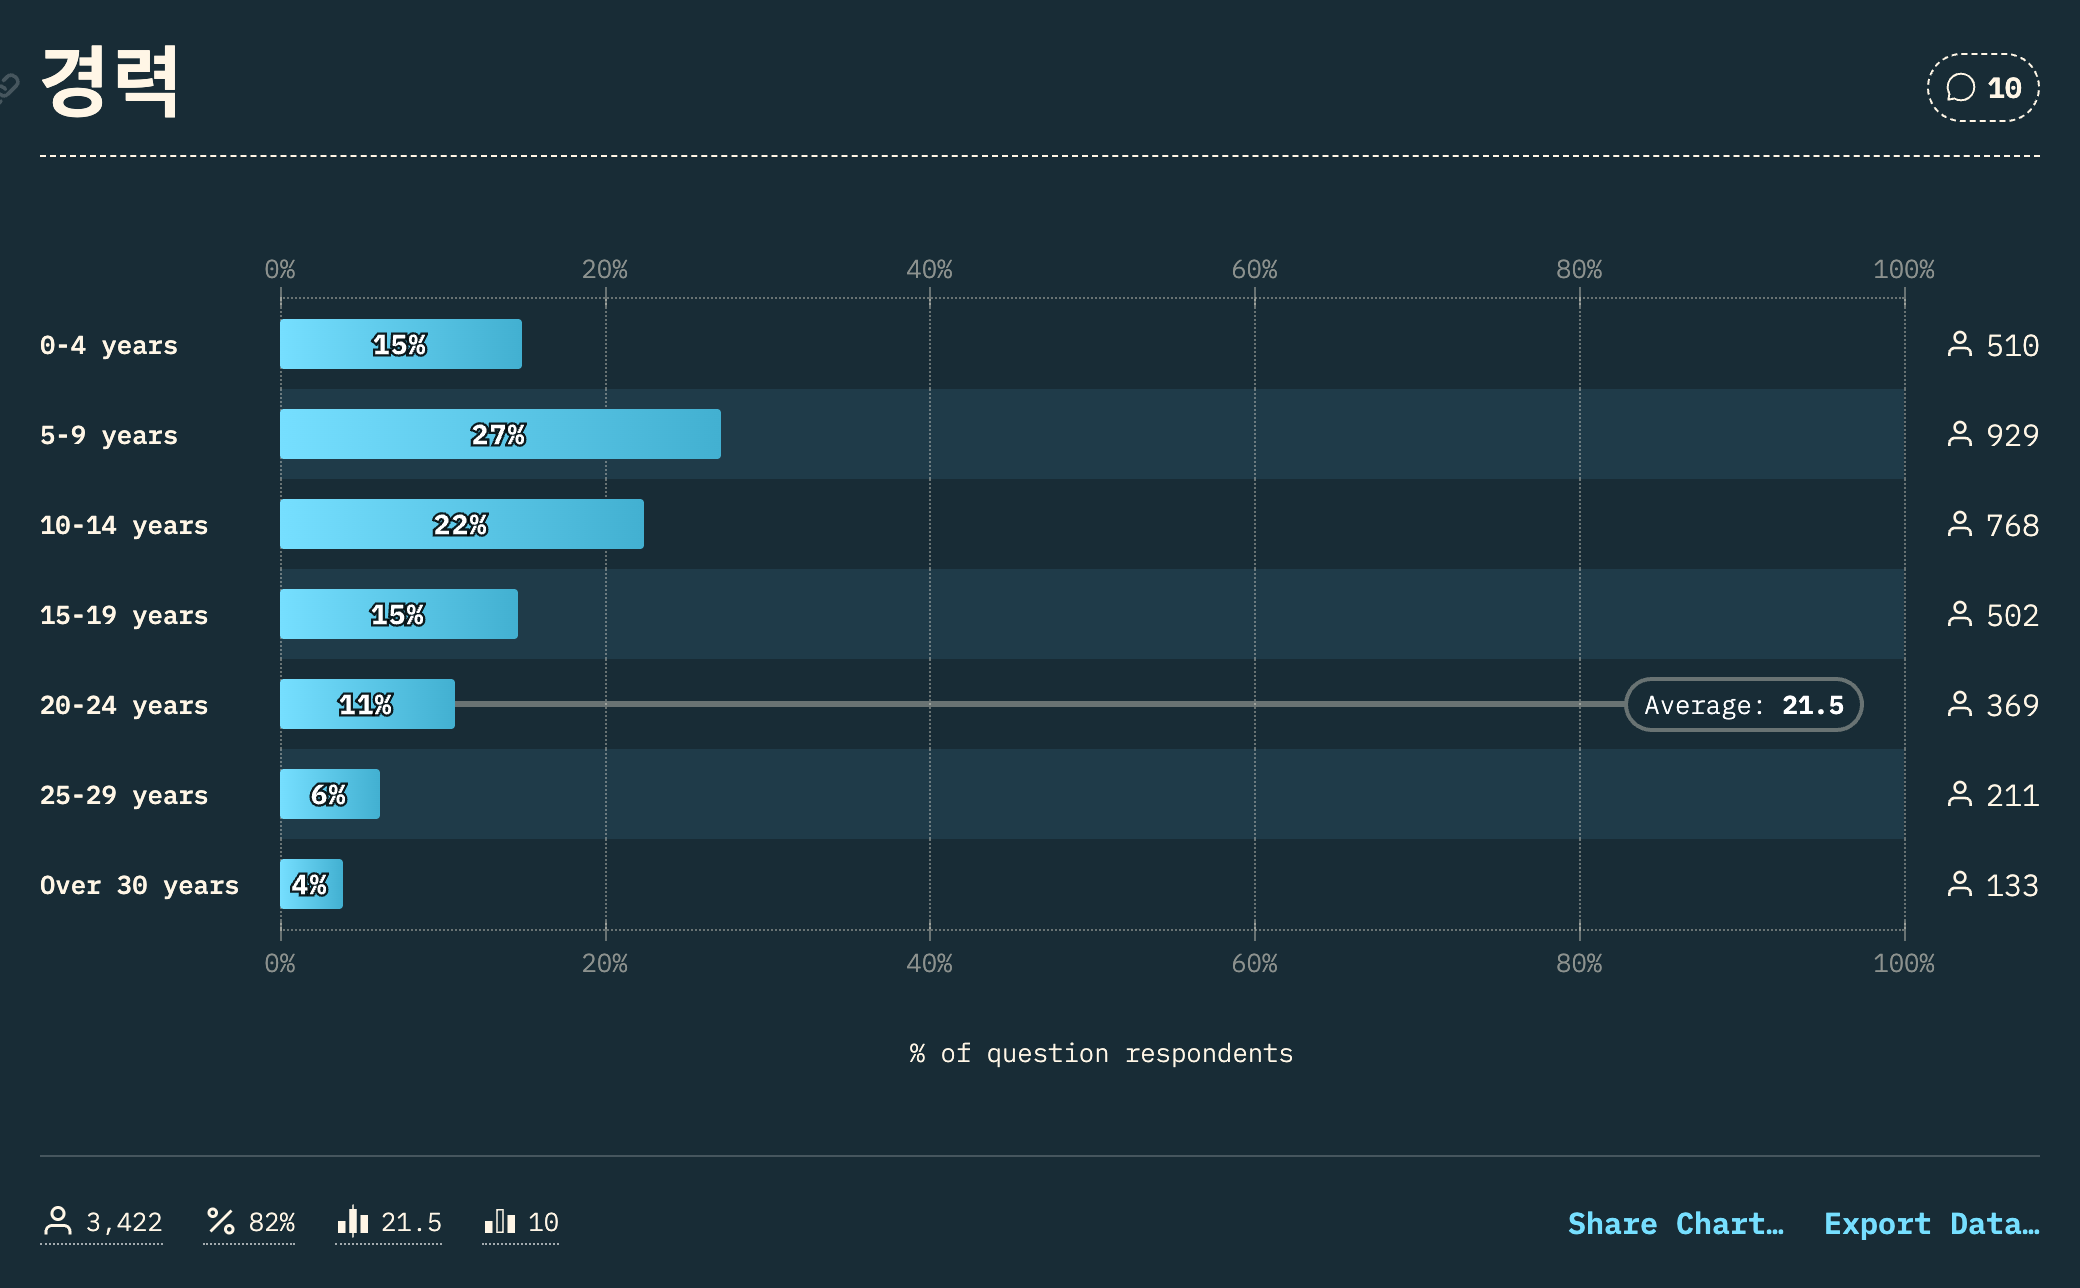 경력
10
0% 20% 40% 60% 80% 100%
0-4 years 15% 510
5-9 years 27% 929
10-14 years 22% 768
15-19 years 15% 502
20-24 years 11% Average: 21.5 369
25-29 years 6% 211
Over 30 years 4% 133
0% 20% 40% 60% 80% 100%
% of question respondents
3,422 82% 21.5 10 Share Chart… Export Data…